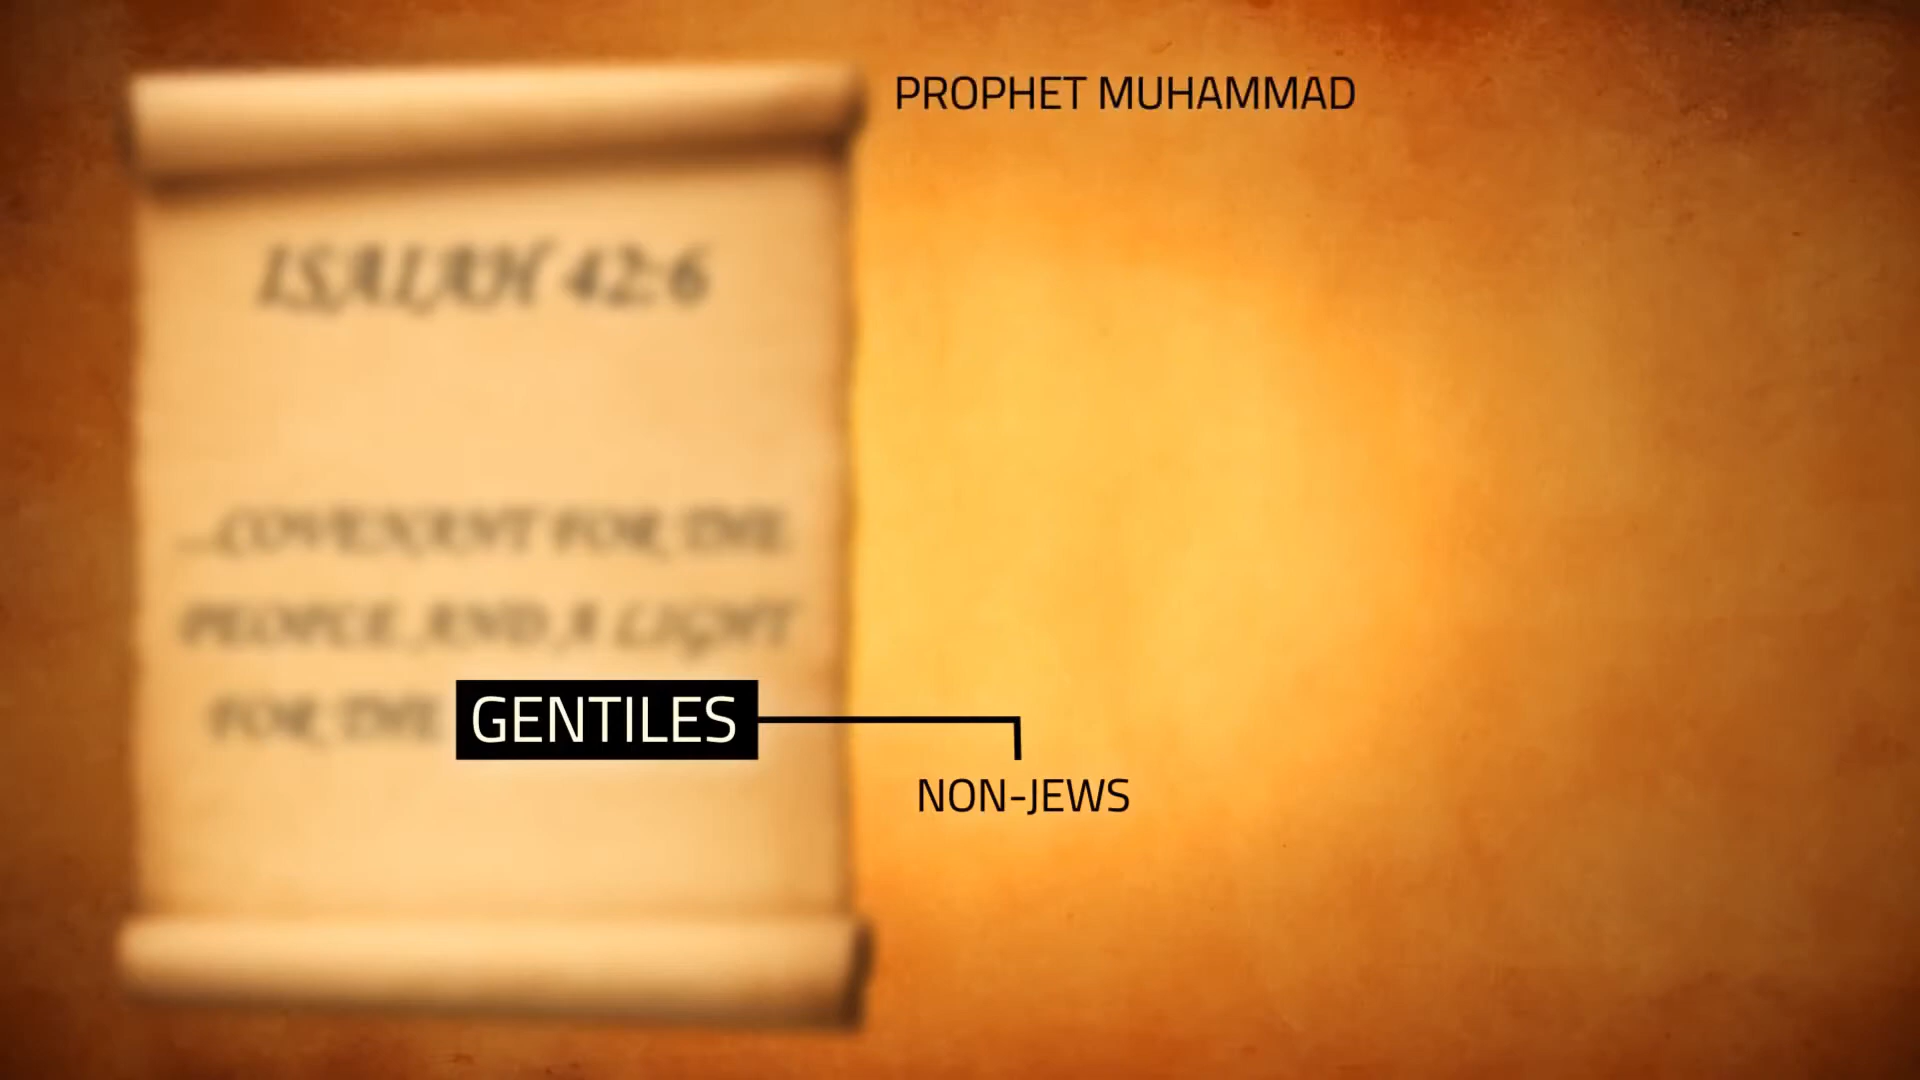 PROPHET MUHAMMAD
ISAIAH 42:6
...COVENANT FOR THE
PEOPLE AND A LIGHT
FOR THE GENTILES
NON-JEWS